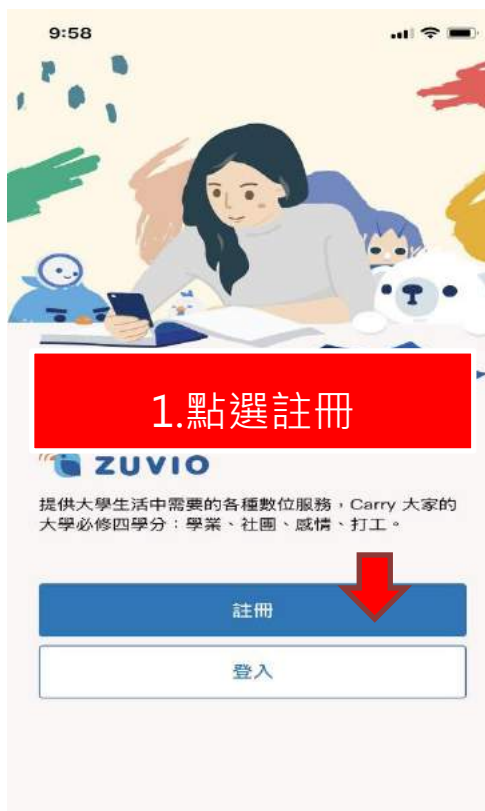 9:58
1.點選註冊
ZUVIO
提供大學生活中需要的各種數位服務，Carry 大家的
大學必修四學分：學業、社團、感情、打工。
註冊
登入